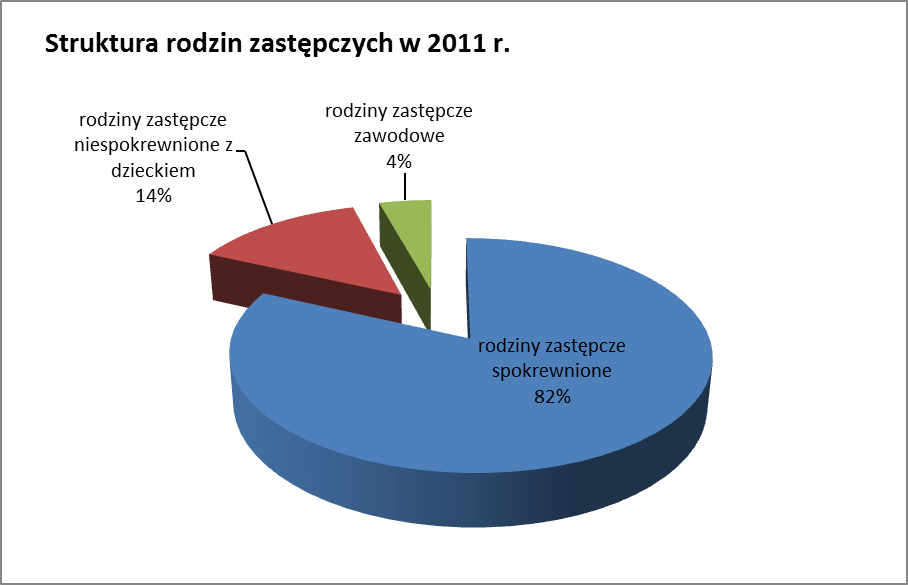 Struktura rodzin zastępczych w 2011 r.
rodziny zastępcze
niespokrewnione z
dzieckiem
14%
rodziny zastępcze
zawodowe
4%
rodziny zastępcze
spokrewnione
82%